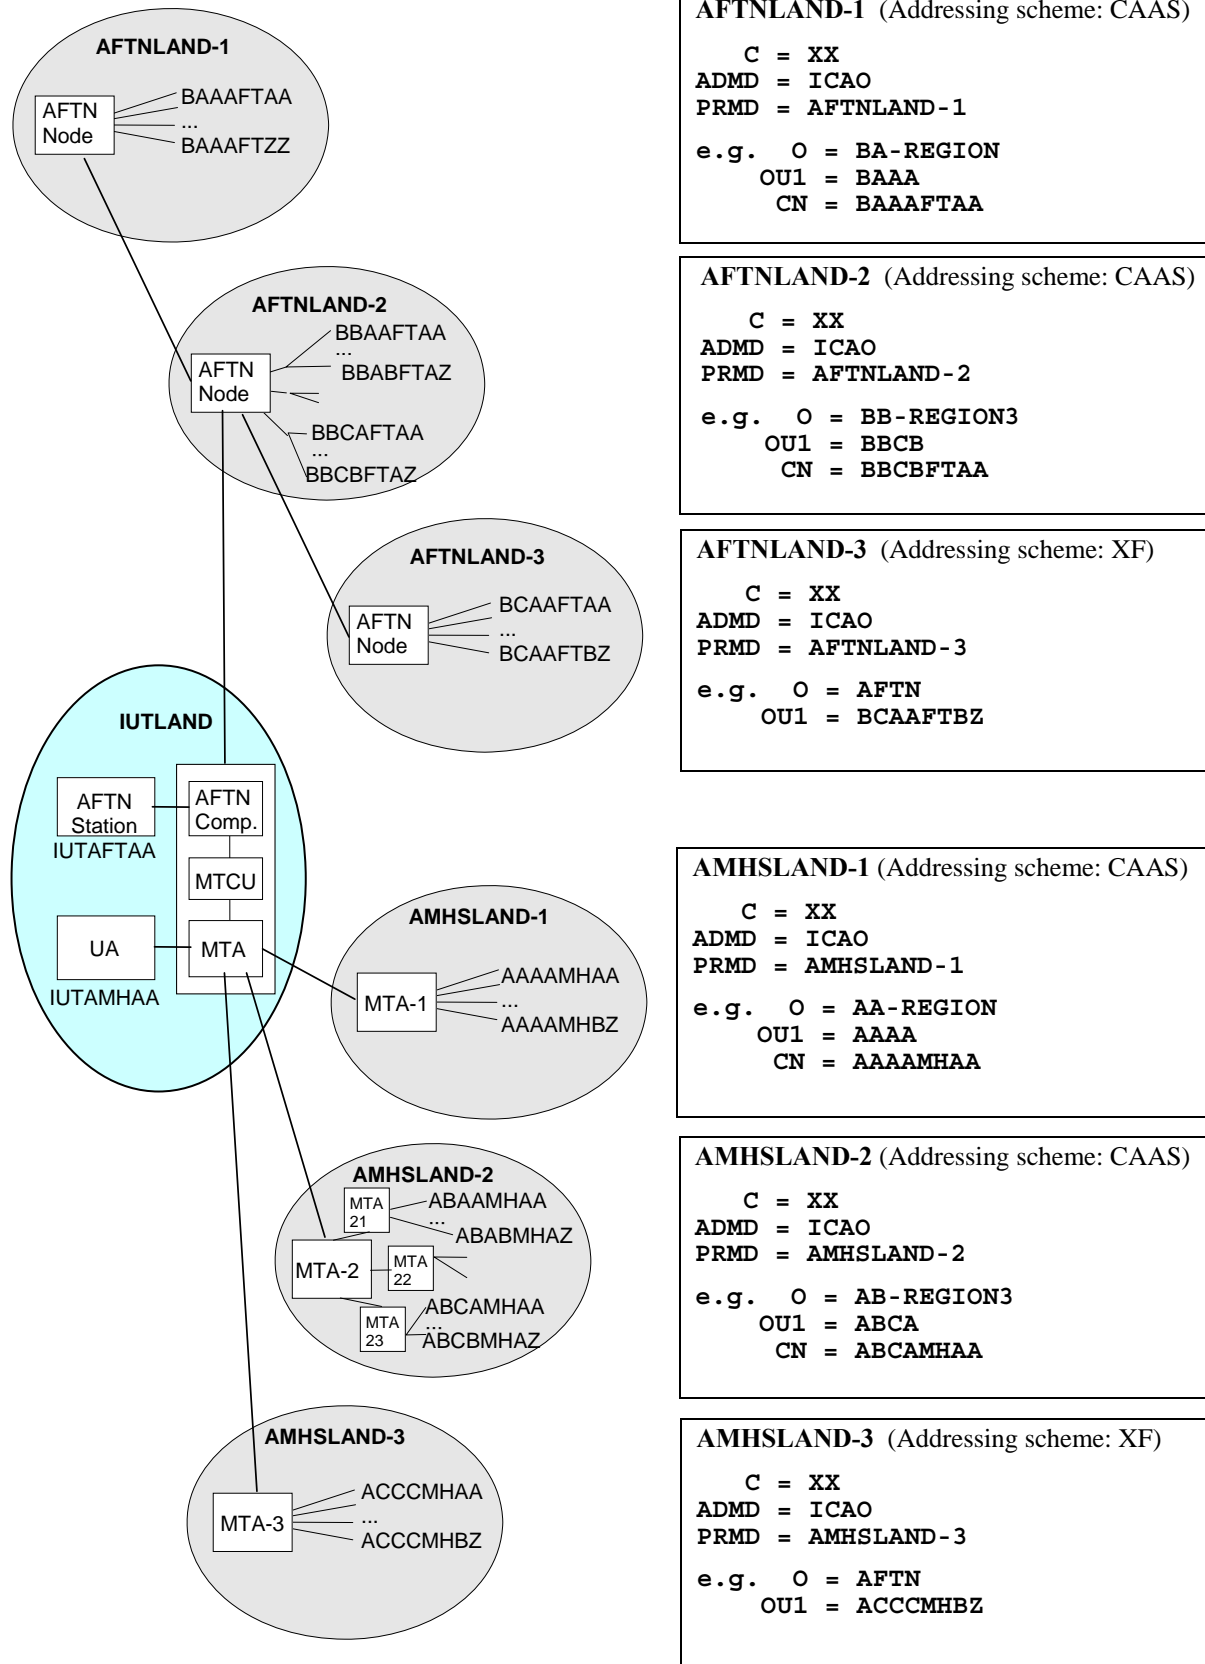 AFTNLAND-1
AFTN
Node
BAAAFTAA
...
BAAAFTZZ
AFTNLAND-2
AFTN
Node
BBAAFTAA
...
BBABFTAZ
BBCAFTAA
...
BBCBFTAZ
AFTNLAND-3
AFTN
Node
BCAAFTAA
...
BCAAFTBZ
IUTLAND
AFTN
Station
IUTAFTAA
AFTN
Comp.
MTCU
UA
MTA
IUTAMHAA
AMHSLAND-1
MTA-1
AAAAMHAA
...
AAAAMHBZ
AMHSLAND-2
MTA
21
ABAAMHAA
...
ABABMHAZ
MTA-2
MTA
22
MTA
23
ABCAMHAA
...
ABCBMHAZ
AMHSLAND-3
MTA-3
ACCCMHAA
...
ACCCMHBZ
AFTNLAND-1 (Addressing scheme: CAAS)
C = XX
ADMD = ICAO
PRMD = AFTNLAND-1
e.g. O = BA-REGION
OU1 = BAAA
CN = BAAAFTAA
AFTNLAND-2 (Addressing scheme: CAAS)
C = XX
ADMD = ICAO
PRMD = AFTNLAND-2
e.g. O = BB-REGION3
OU1 = BBCB
CN = BBCBFTAA
AFTNLAND-3 (Addressing scheme: XF)
C = XX
ADMD = ICAO
PRMD = AFTNLAND-3
e.g. O = AFTN
OU1 = BCAAFTBZ
AMHSLAND-1 (Addressing scheme: CAAS)
C = XX
ADMD = ICAO
PRMD = AMHSLAND-1
e.g. O = AA-REGION
OU1 = AAAA
CN = AAAAMHAA
AMHSLAND-2 (Addressing scheme: CAAS)
C = XX
ADMD = ICAO
PRMD = AMHSLAND-2
e.g. O = AB-REGION3
OU1 = ABCA
CN = ABCAMHAA
AMHSLAND-3 (Addressing scheme: XF)
C = XX
ADMD = ICAO
PRMD = AMHSLAND-3
e.g. O = AFTN
OU1 = ACCCMHBZ